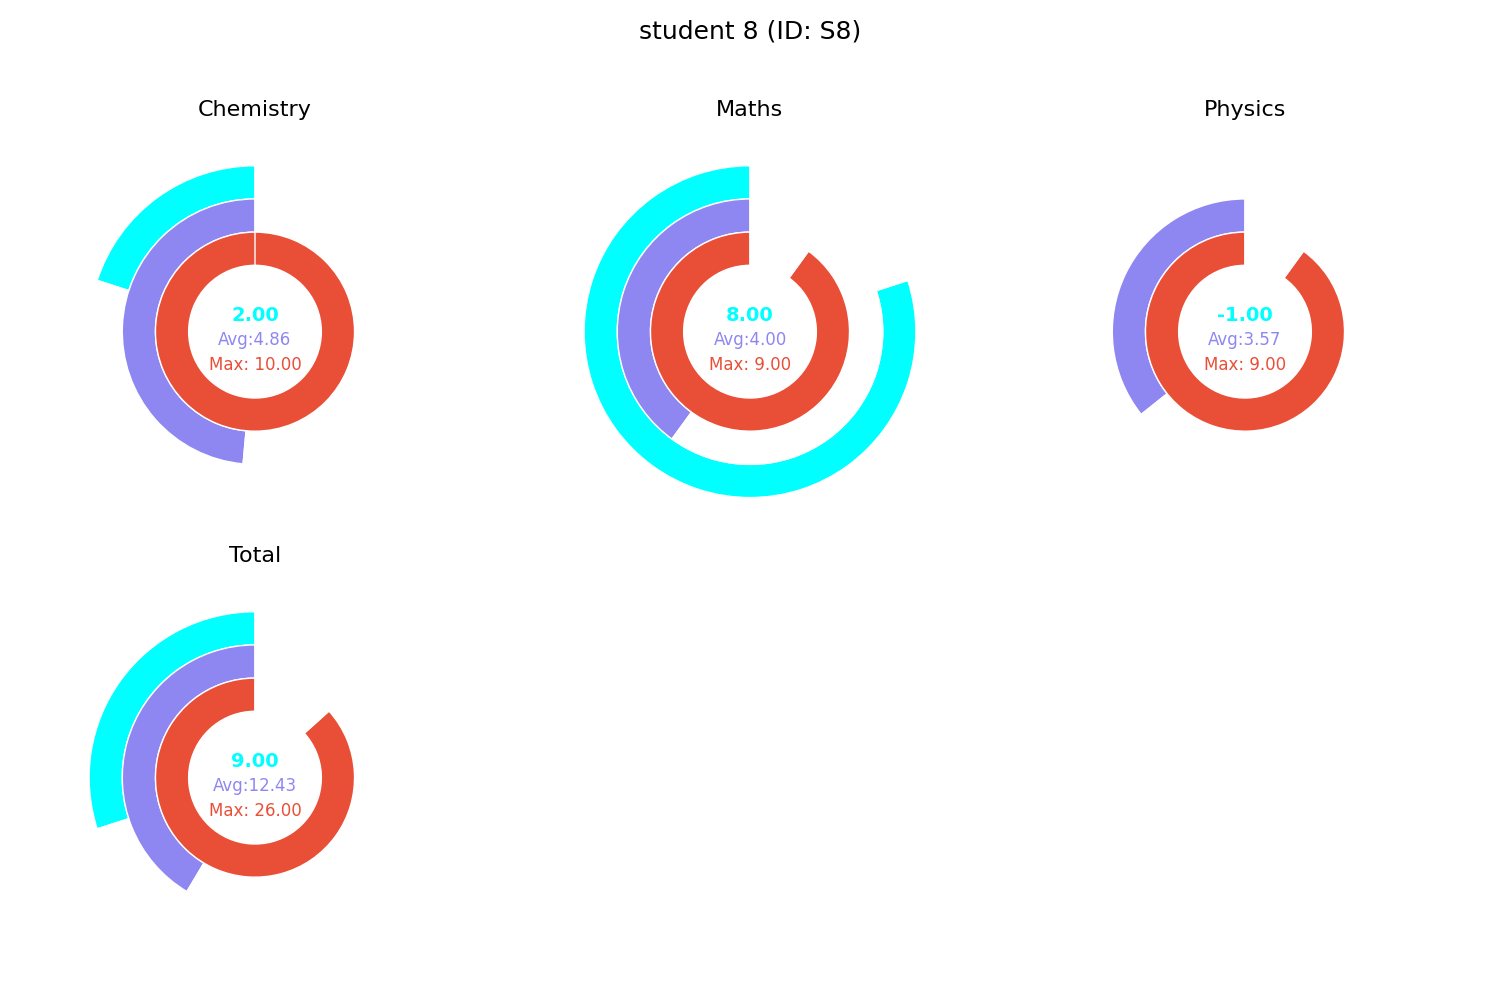 student 8 (ID: S8)
Chemistry
2.00
Avg:4.86
Max: 10.00
Maths
8.00
Avg:4.00
Max: 9.00
Physics
-1.00
Avg:3.57
Max: 9.00
Total
9.00
Avg:12.43
Max: 26.00